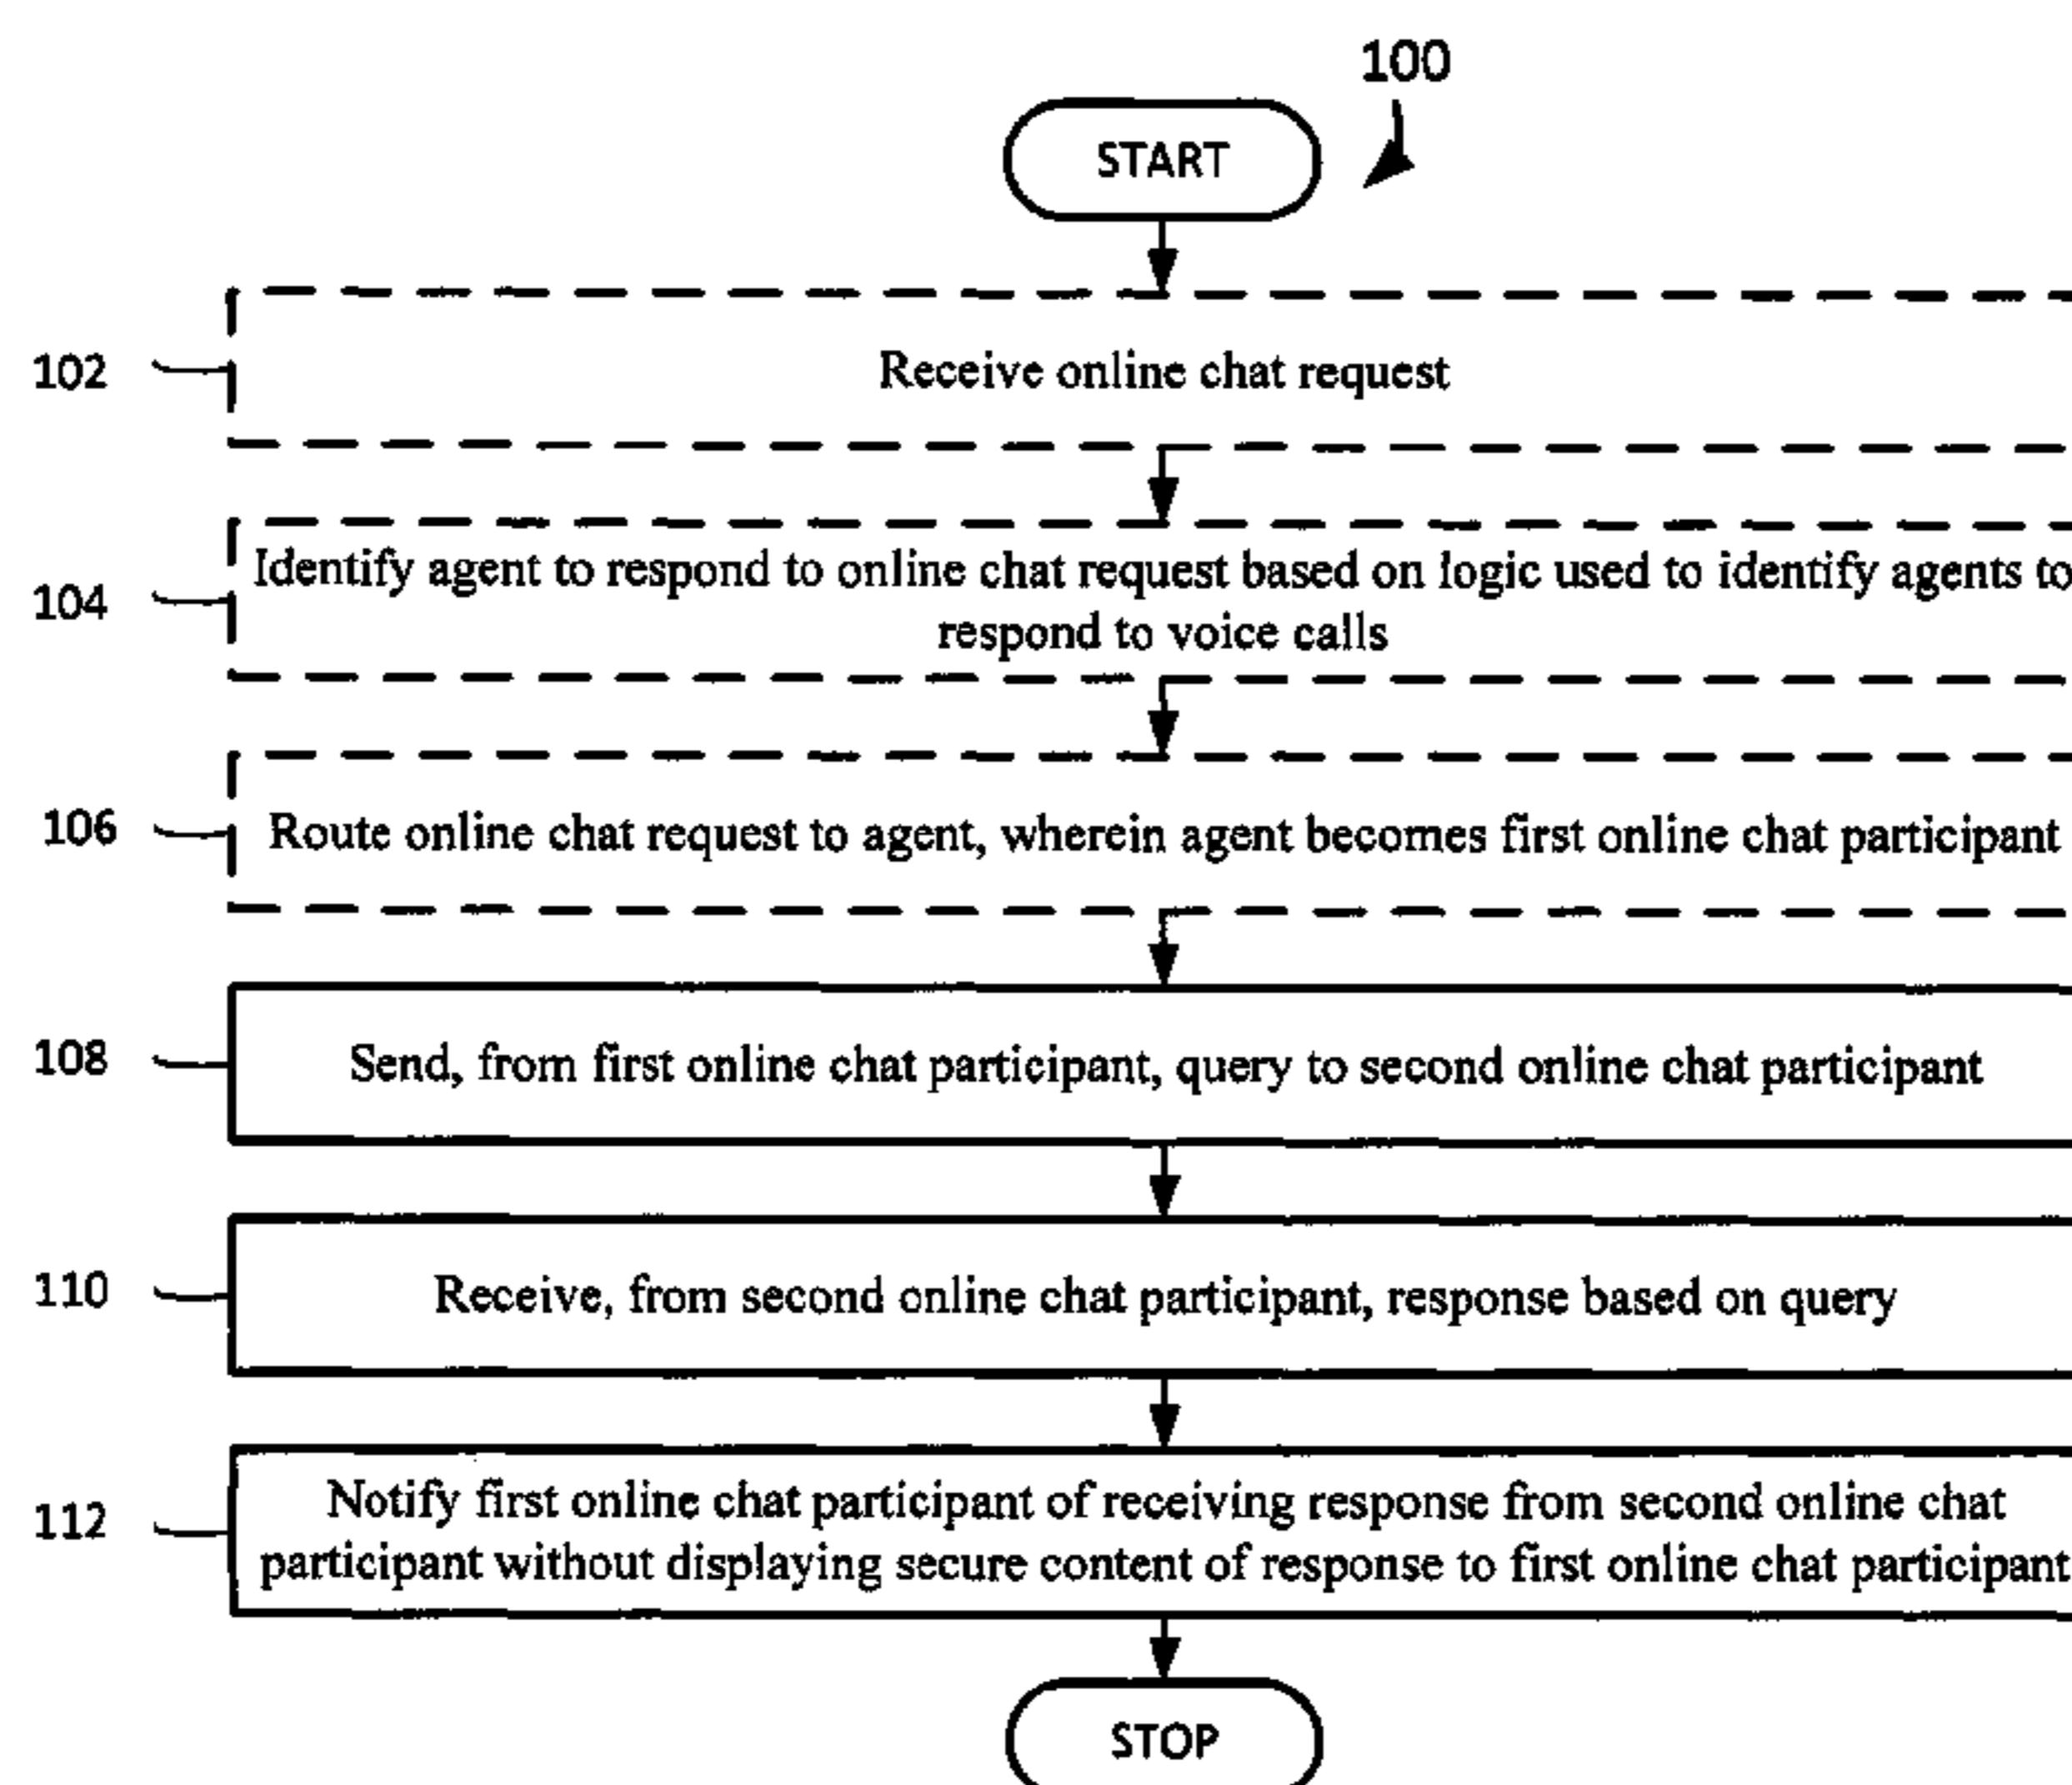 100
START
102
Receive online chat request
104
Identify agent to respond to online chat request based on logic used to identify agents to
respond to voice calls
106
Route online chat request to agent, wherein agent becomes first online chat participant
108
Send, from first online chat participant, query to second online chat participant
110
Receive, from second online chat participant, response based on query
112
Notify first online chat participant of receiving response from second online chat
participant without displaying secure content of response to first online chat participant
STOP